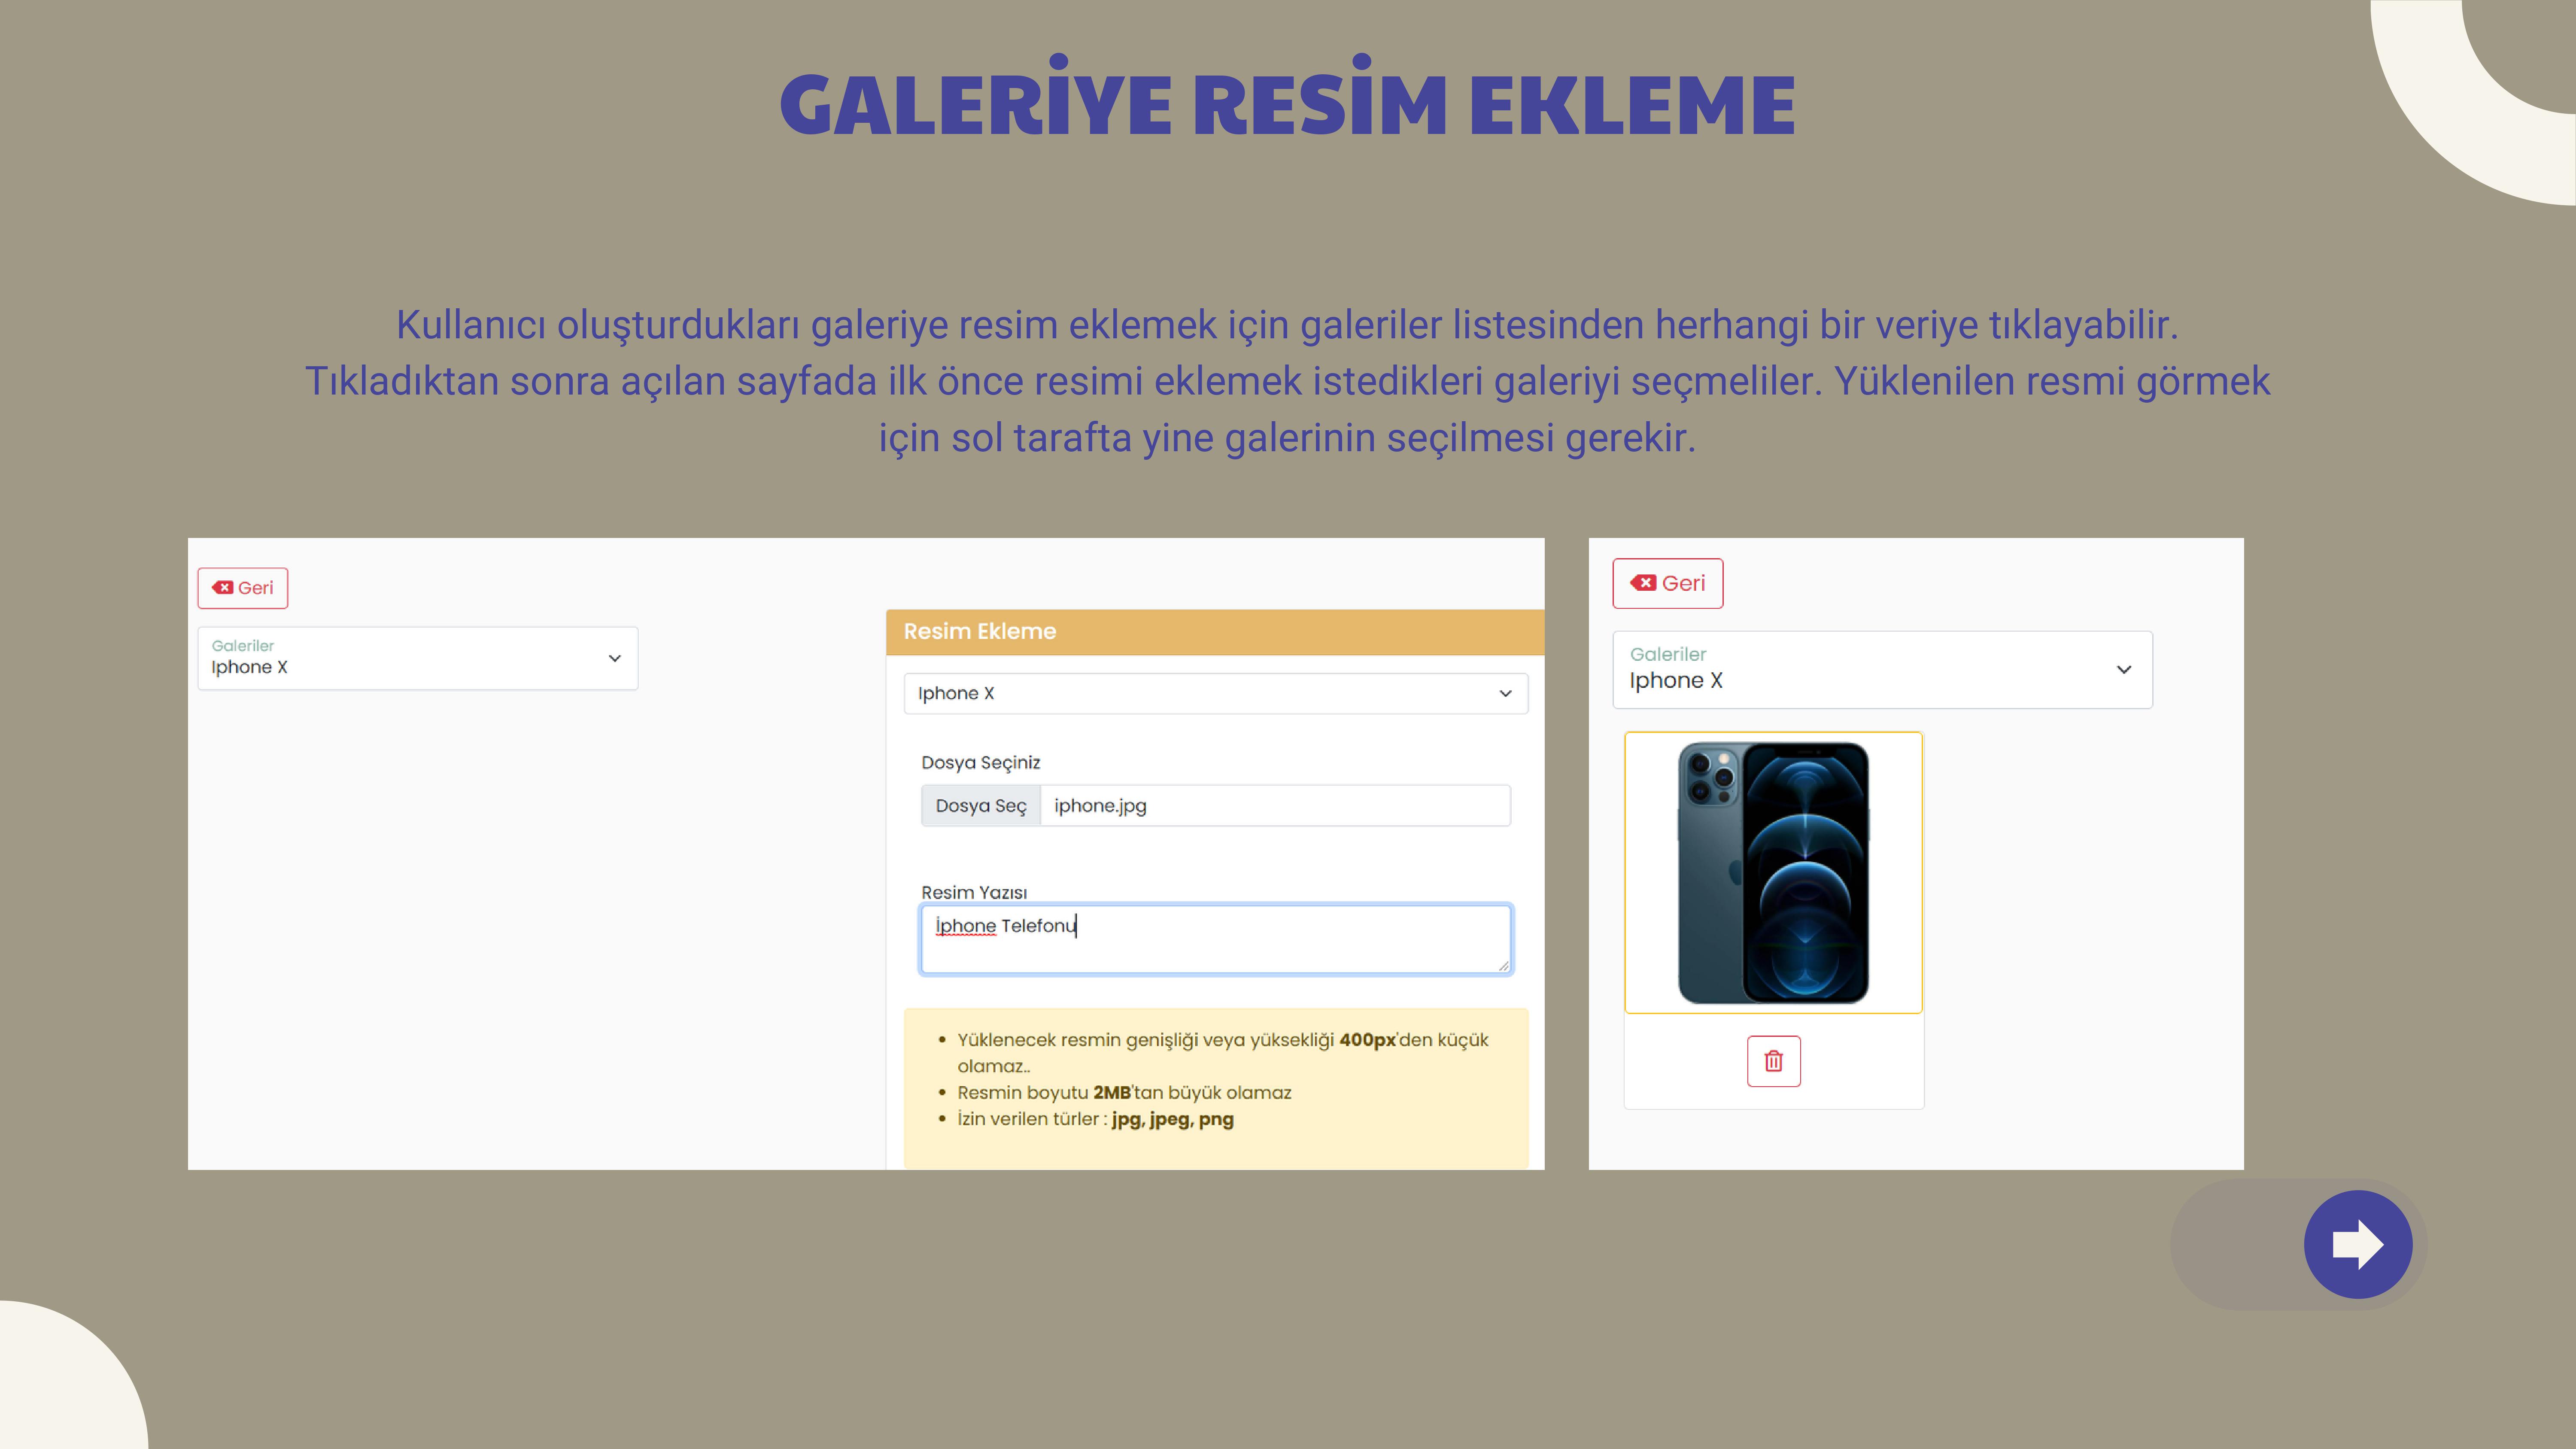 GALERİYE RESİM EKLEME
Kullanıcı oluşturdukları galeriye resim eklemek için galeriler listesinden herhangi bir veriye tıklayabilir.
Tıkladıktan sonra açılan sayfada ilk önce resimi eklemek istedikleri galeriyi seçmeliler. Yüklenilen resmi görmek
için sol tarafta yine galerinin seçilmesi gerekir.
Geri
Galeriler
Iphone X
Resim Ekleme
Iphone X
Dosya Seçiniz
Dosya Seç iphone.jpg
Resim Yazısı
İphone Telefonu
• Yüklenecek resmin genişliği veya yüksekliği 400px'den küçük
olamaz..
• Resmin boyutu 2MB'tan büyük olamaz
• İzin verilen türler : jpg, jpeg, png
Geri
Galeriler
Iphone X